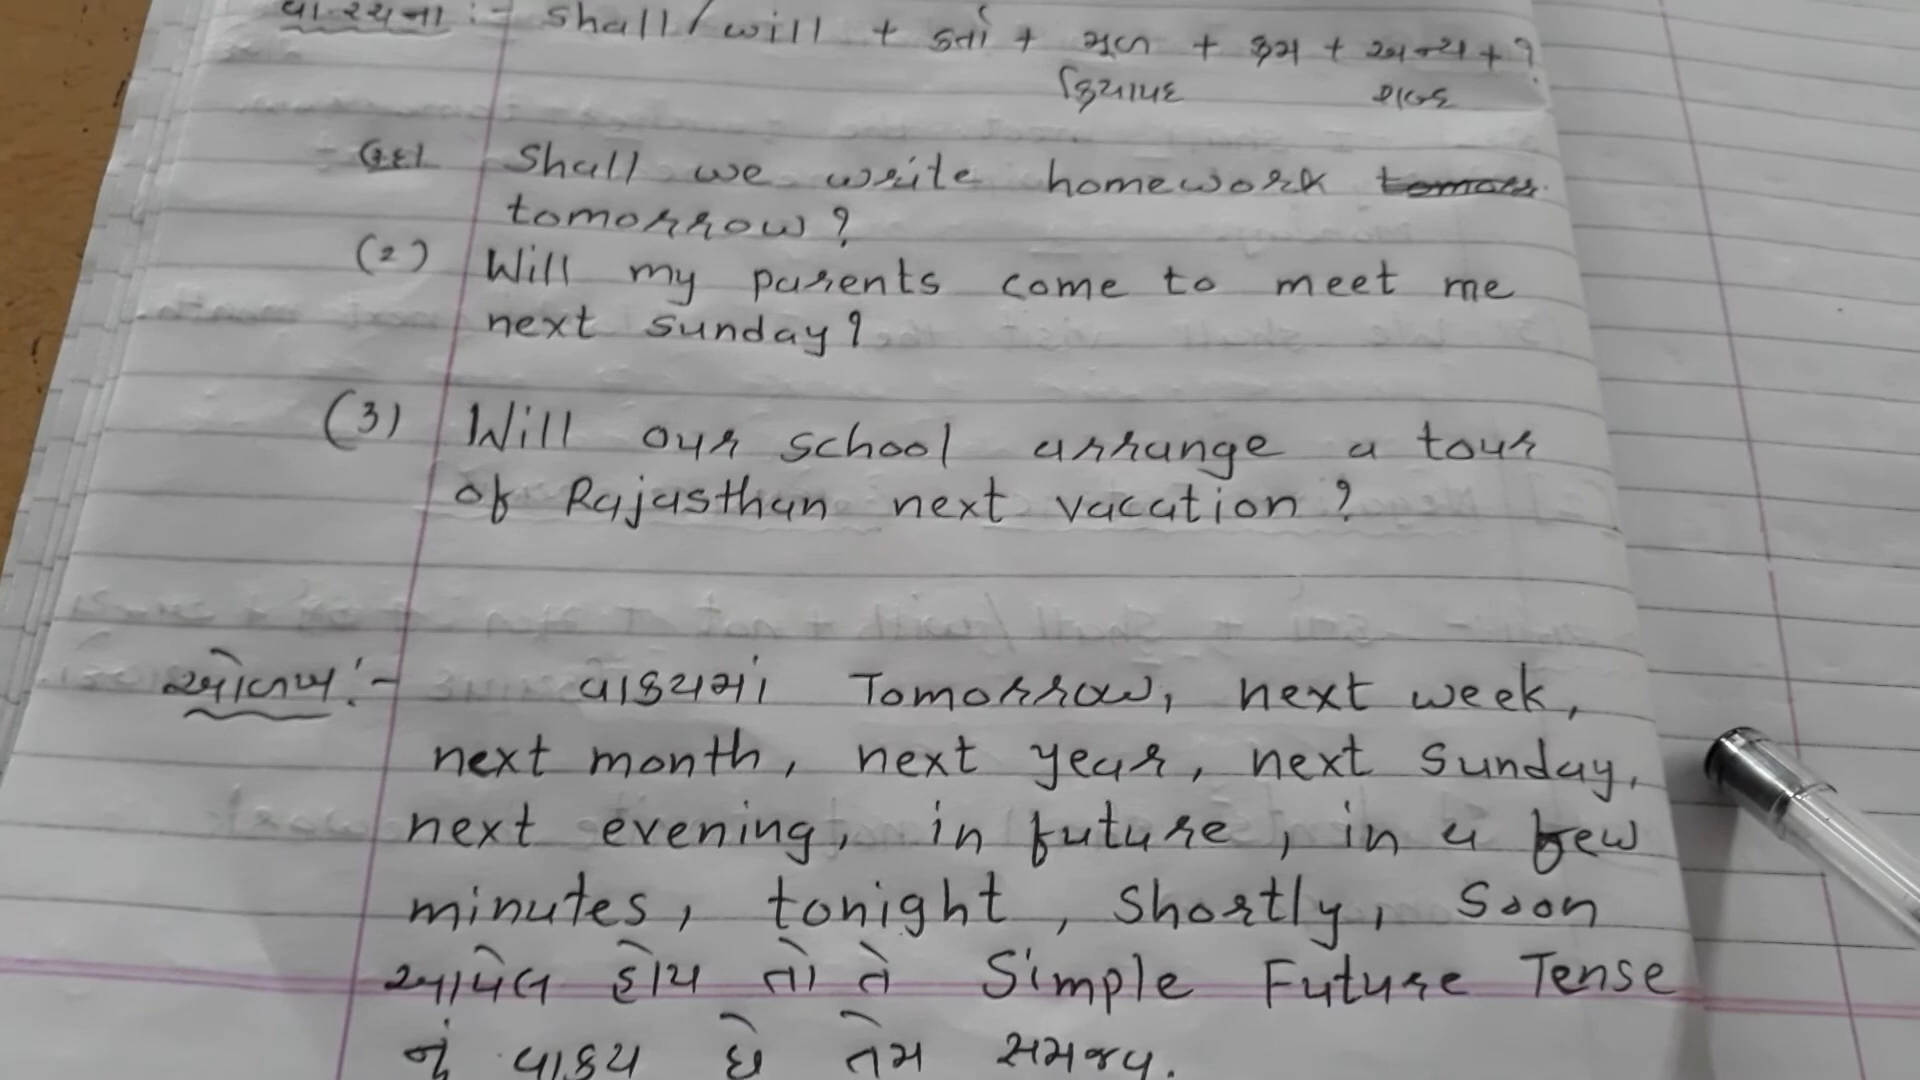 વાક્યરચના :- Shall / will + કર્તા + મૂળ + કર્મ + અન્ય + ?
ક્રિયાપદ શબ્દ
ઉદા Shall we write homework
tomorrow ?
(2) Will my parents come to meet me
next sunday ?
(3) Will our school arrange a tour
of Rajasthan next vacation ?
ઓળખ :- વાક્યમાં Tomorrow, next week,
next month, next year, next Sunday,
next evening, in future, in a few
minutes, tonight, Shortly, Soon
આપેલ હોય તો તે Simple Future Tense
નું વાક્ય છે તેમ સમજવુ.